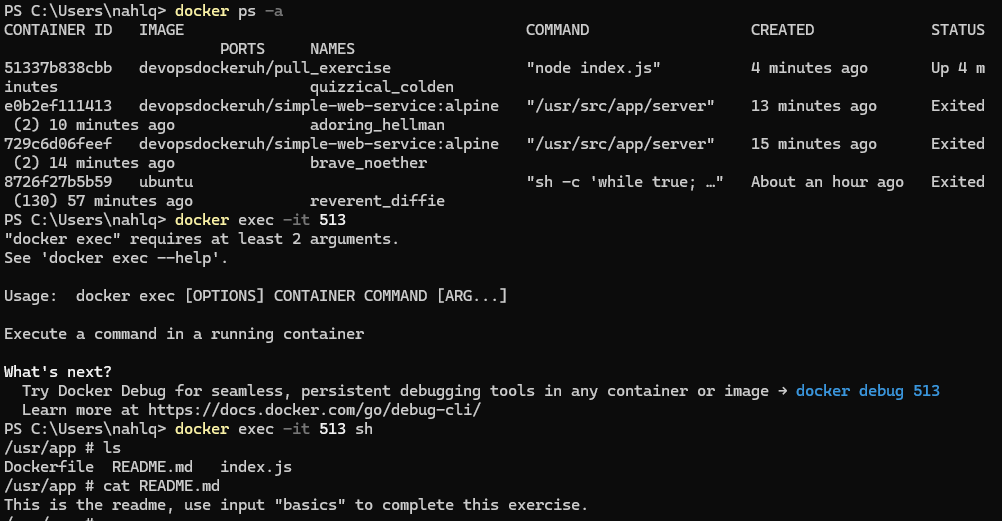 PS C:\Users\nahlq> docker ps -a
CONTAINER ID   IMAGE                                      COMMAND                  CREATED             STATUS
                        PORTS     NAMES
51337b838cbb   devopsdockeruh/pull_exercise               "node index.js"          4 minutes ago       Up 4 m
inutes                            quizzical_colden
e0b2ef111413   devopsdockeruh/simple-web-service:alpine   "/usr/src/app/server"    13 minutes ago      Exited
 (2) 10 minutes ago               adoring_hellman
729c6d06feef   devopsdockeruh/simple-web-service:alpine   "/usr/src/app/server"    15 minutes ago      Exited
 (2) 14 minutes ago               brave_noether
8726f27b5b59   ubuntu                                     "sh -c 'while true; …"   About an hour ago   Exited
 (130) 57 minutes ago             reverent_diffie
PS C:\Users\nahlq> docker exec -it 513
"docker exec" requires at least 2 arguments.
See 'docker exec --help'.

Usage:  docker exec [OPTIONS] CONTAINER COMMAND [ARG...]

Execute a command in a running container

What's next?
  Try Docker Debug for seamless, persistent debugging tools in any container or image → docker debug 513
  Learn more at https://docs.docker.com/go/debug-cli/
PS C:\Users\nahlq> docker exec -it 513 sh
/usr/app # ls
Dockerfile  README.md   index.js
/usr/app # cat README.md
This is the readme, use input "basics" to complete this exercise.